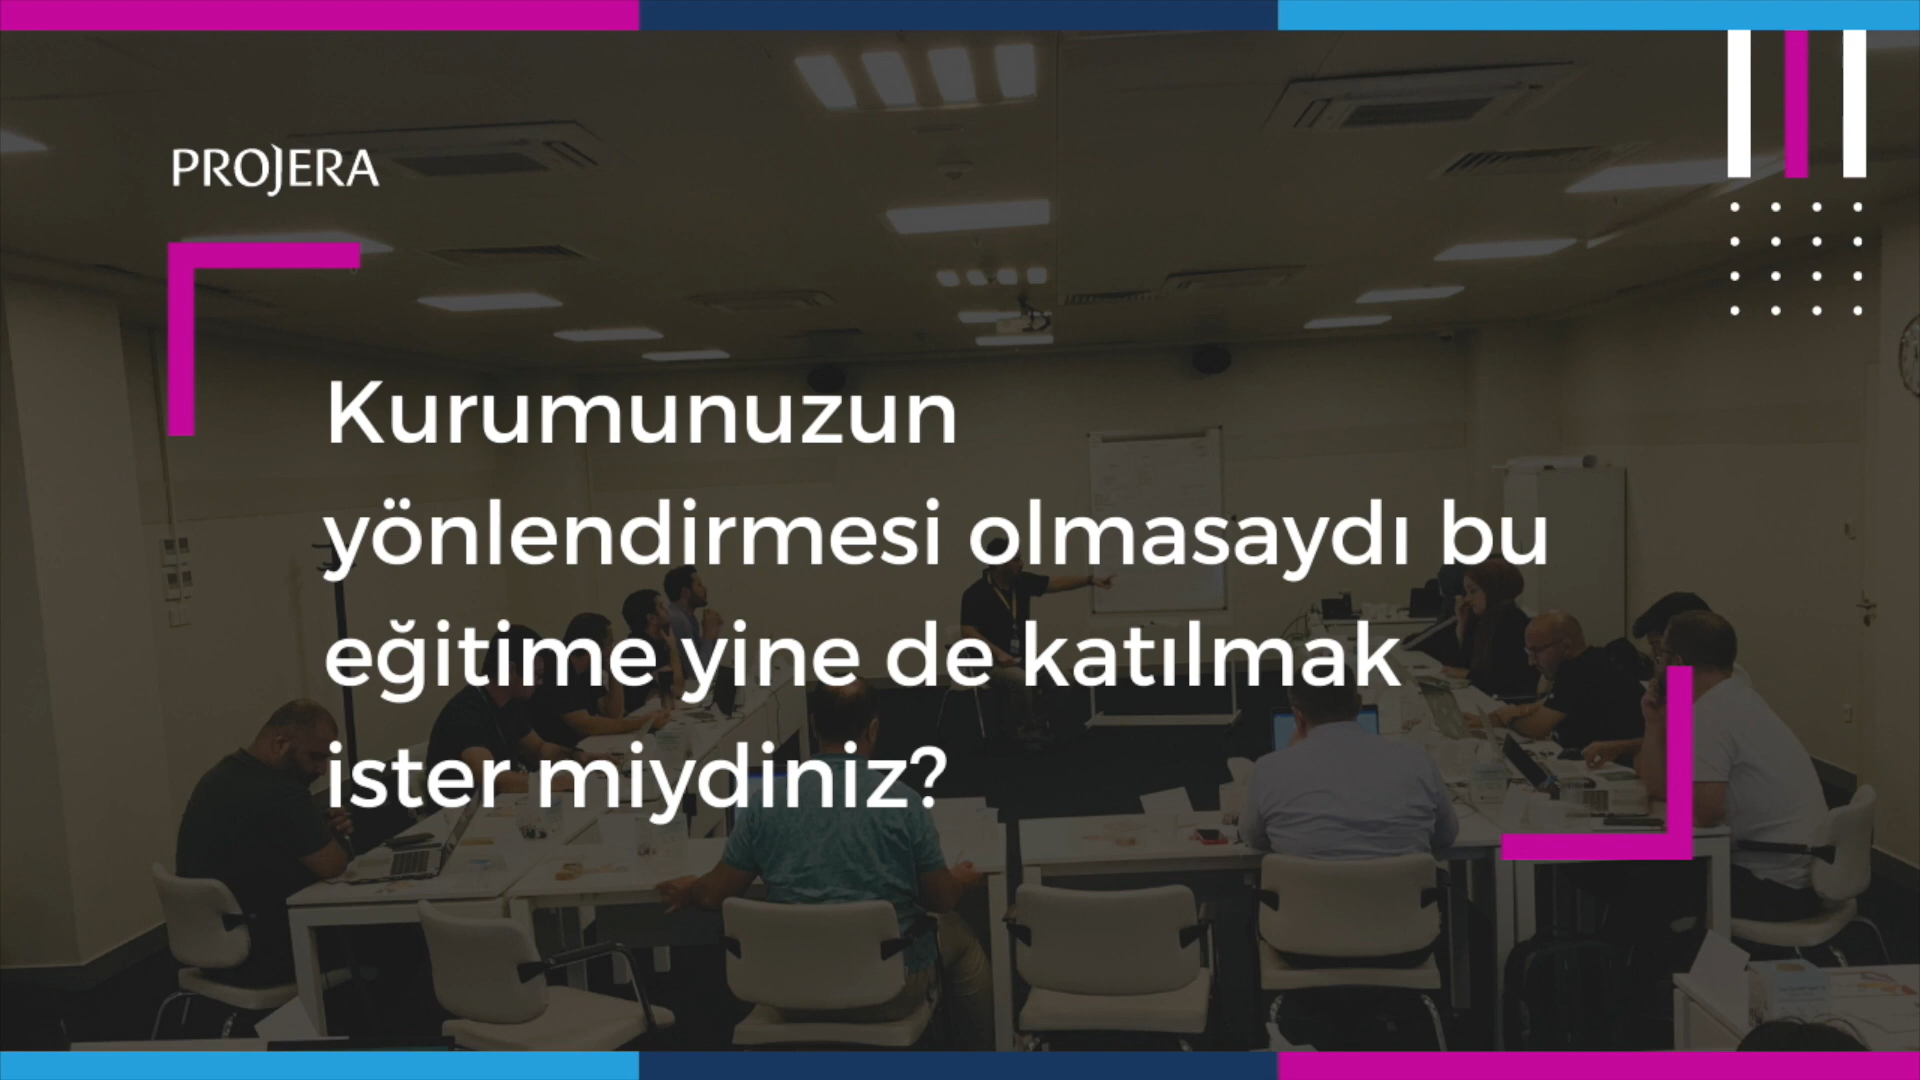 PROJERA
Kurumunuzun
yönlendirmesi olmasaydı bu
eğitime yine de katılmak
ister miydiniz?